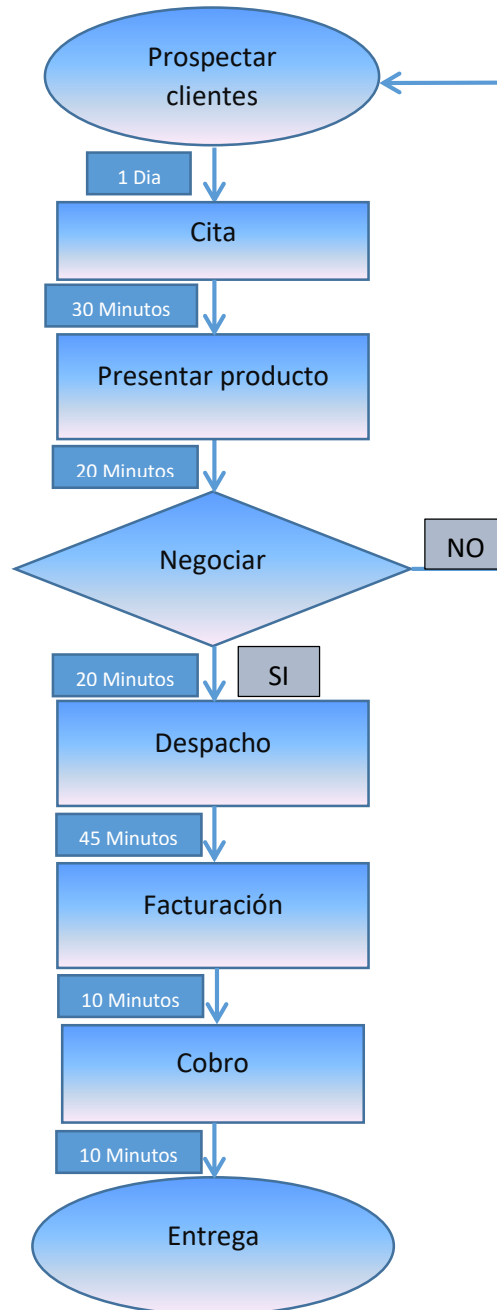 Prospectar
clientes
1 Dia
Cita
30 Minutos
Presentar producto
20 Minutos
Negociar
NO
20 Minutos
SI
Despacho
45 Minutos
Facturación
10 Minutos
Cobro
10 Minutos
Entrega